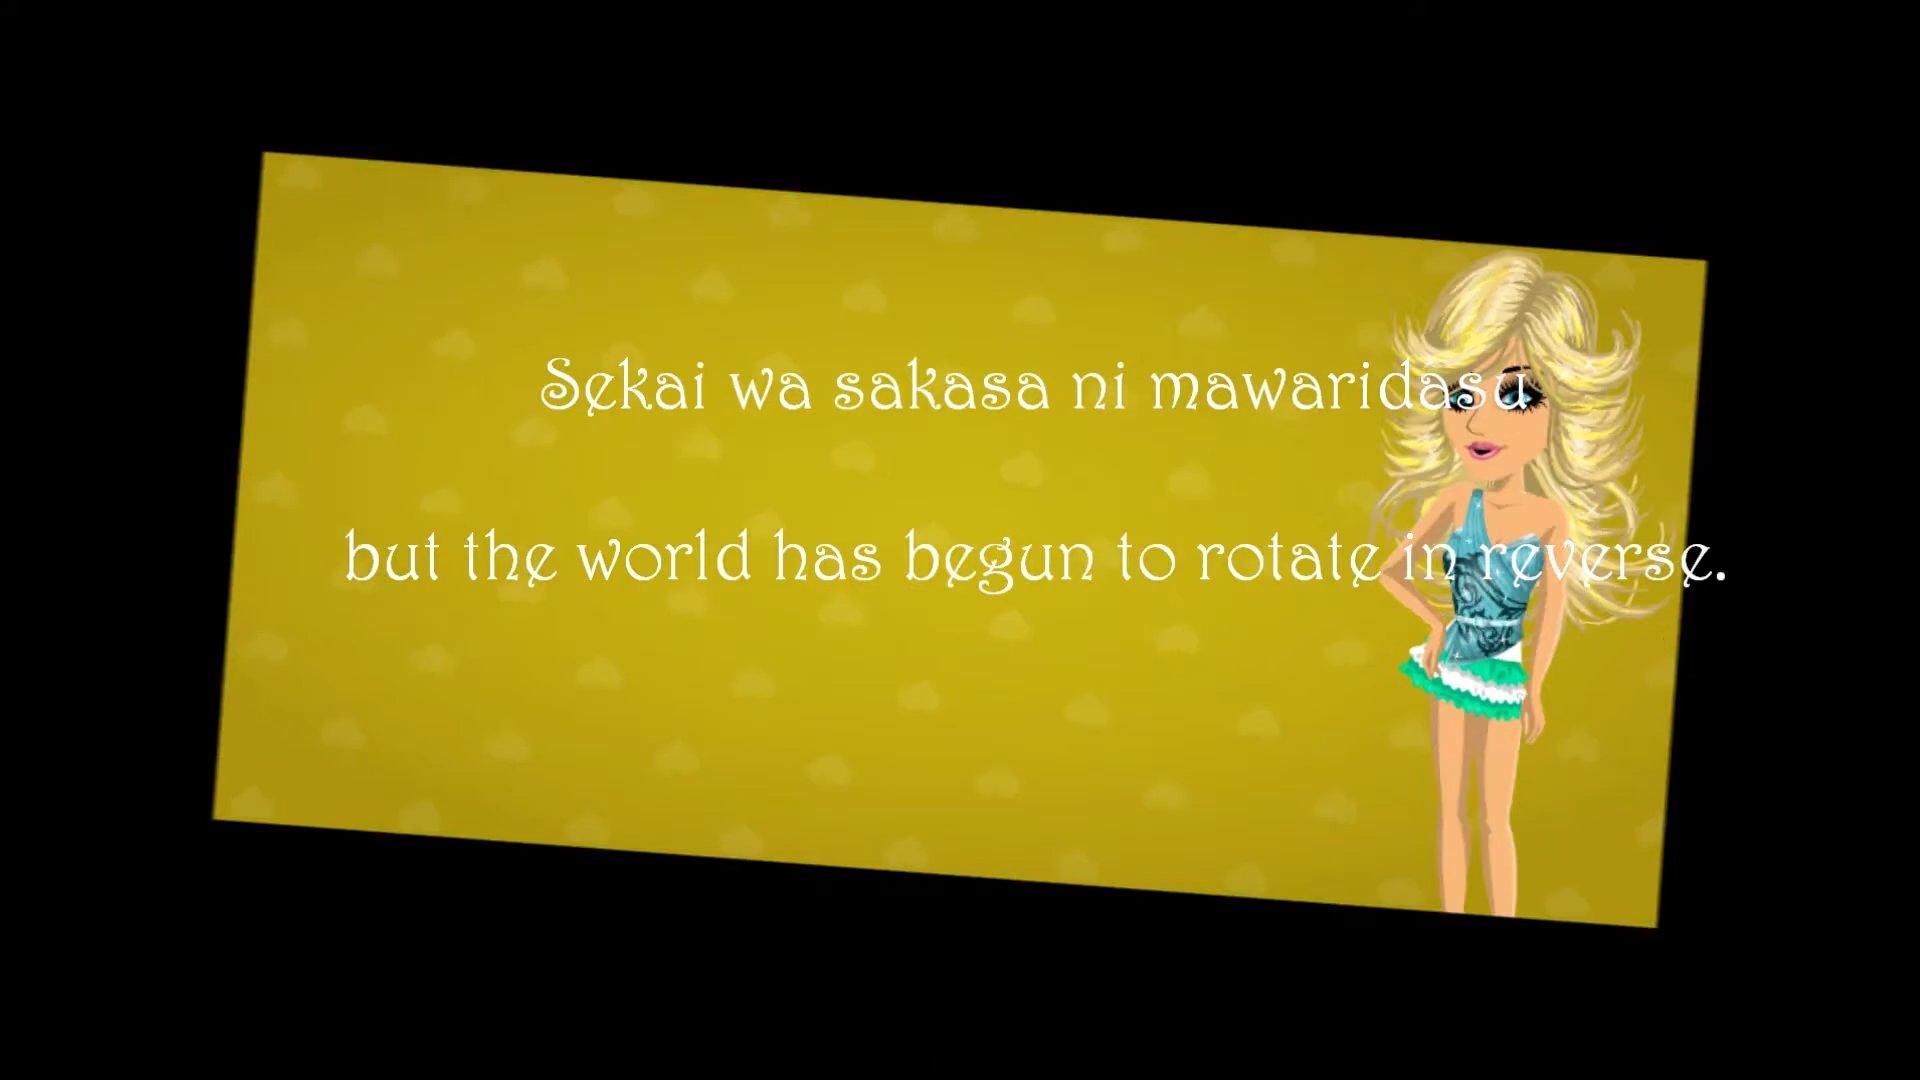 Sekai wa sakasa ni mawaridasu
but the world has begun to rotate in reverse.